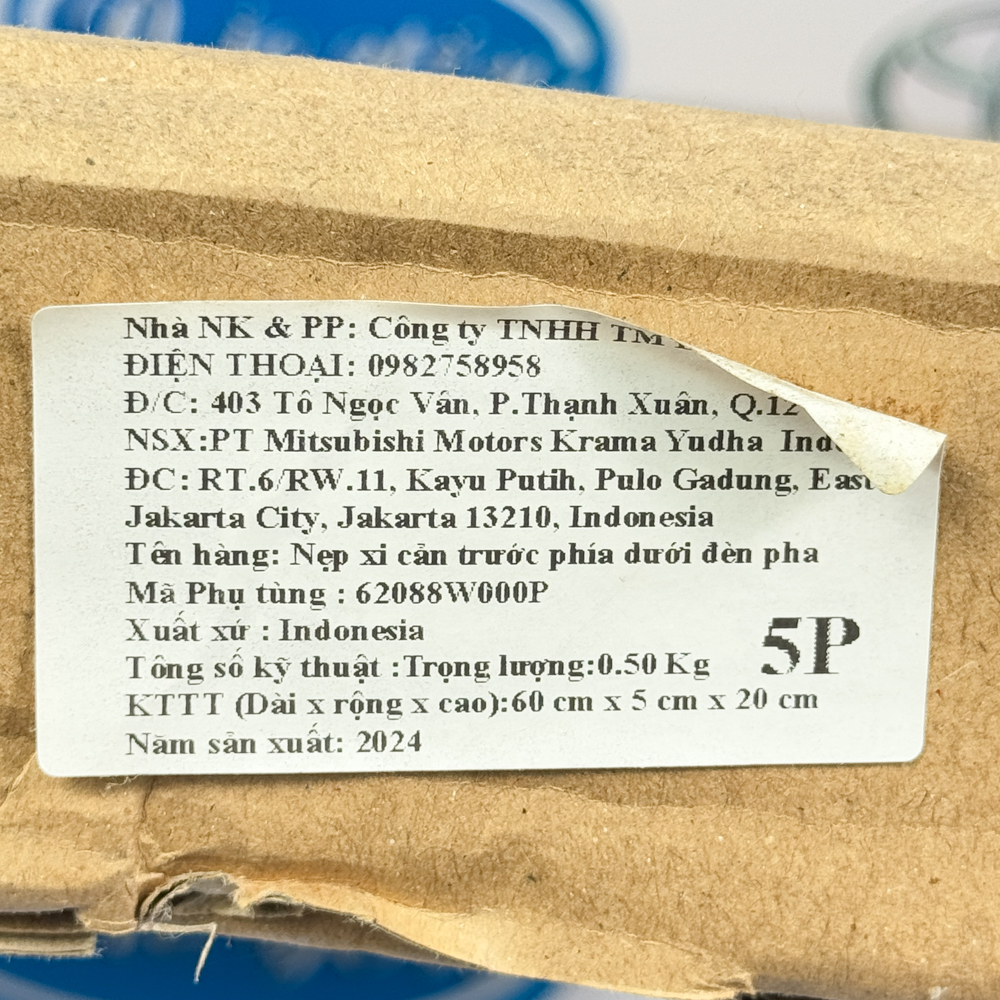 Nhà NK & PP: Công ty TNHH TM
ĐIỆN THOẠI: 0982758958
Đ/C: 403 Tô Ngọc Vân, P.Thạnh Xuân, Q.12
NSX:PT Mitsubishi Motors Krama Yudha
ĐC: RT.6/RW.11, Kayu Putih, Pulo Gadung, East
Jakarta City, Jakarta 13210, Indonesia
Tên hàng: Nẹp xi cản trước phía dưới đèn pha
Mã Phụ tùng : 62088W000P
Xuất xứ : Indonesia
5P
Tông số kỹ thuật :Trọng lượng:0.50 Kg
KTTT (Dài x rộng x cao):60 cm x 5 cm x 20 cm
Năm sản xuất: 2024